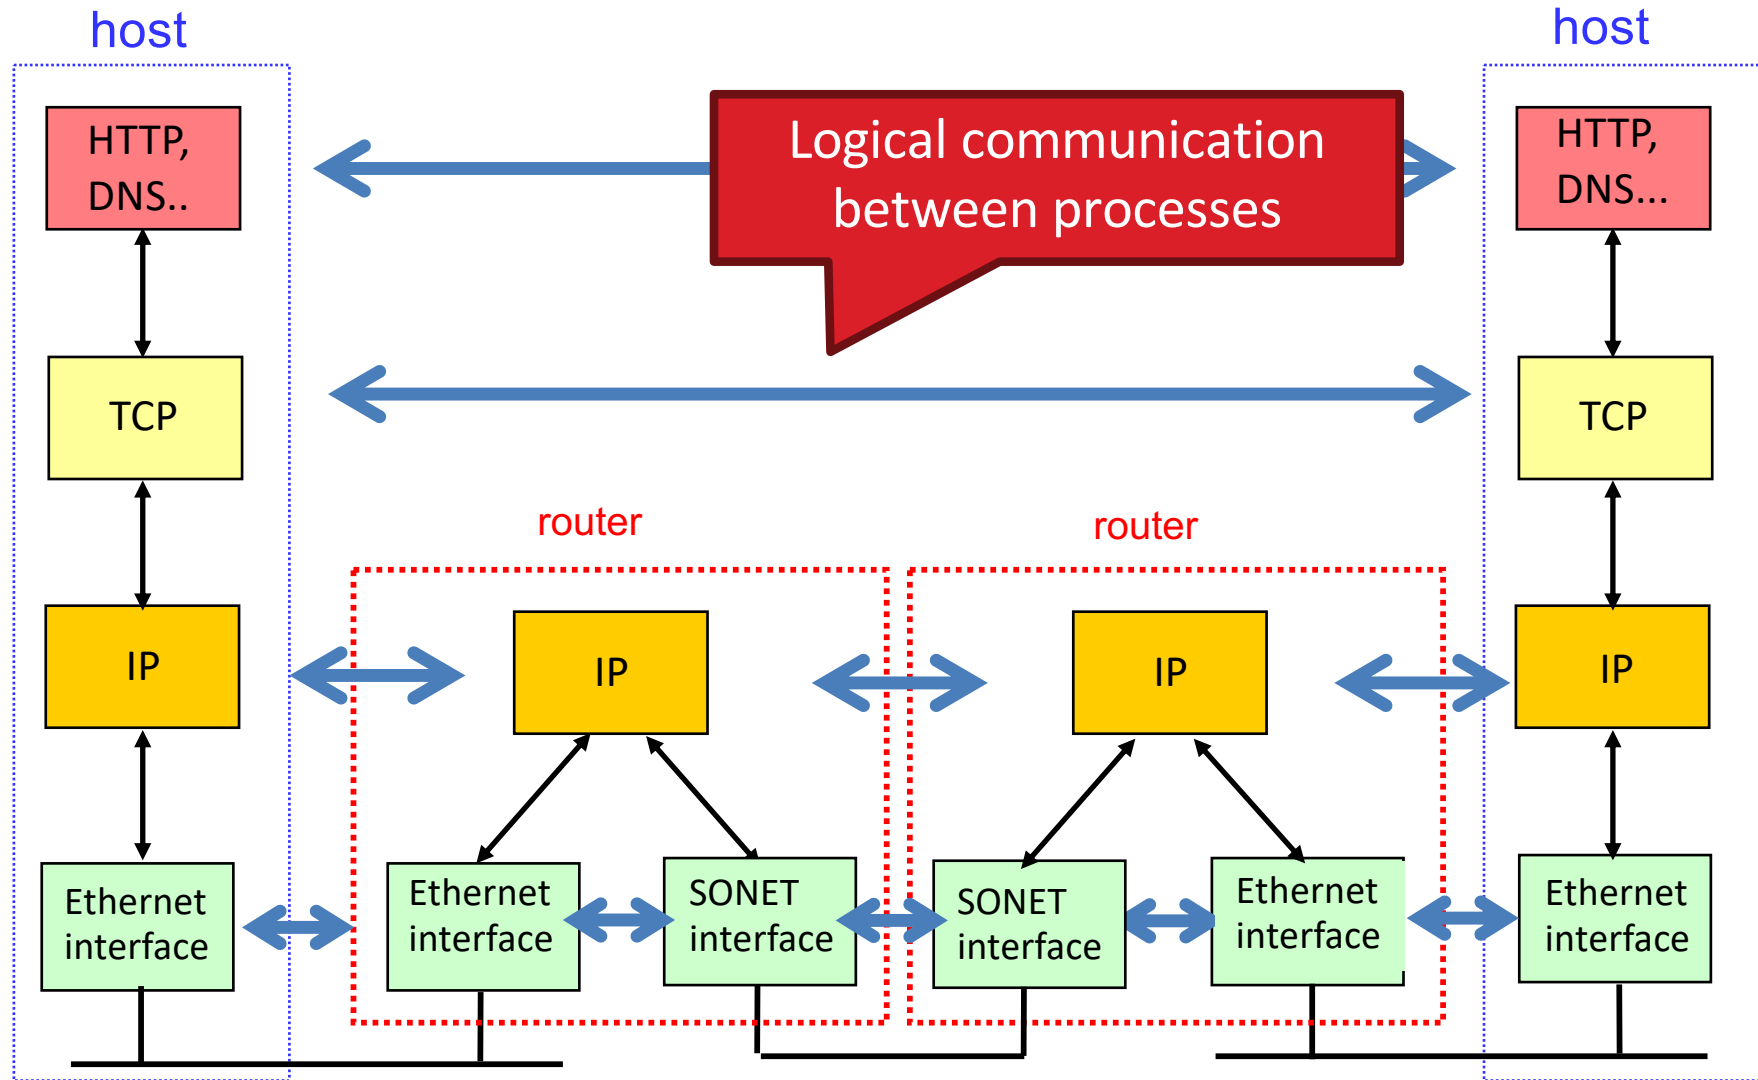 host
host
HTTP,
DNS..
Logical communication
between processes
HTTP,
DNS...
TCP
TCP
router
router
IP
IP
IP
IP
Ethernet
interface
Ethernet
interface
SONET
interface
SONET
interface
Ethernet
interface
Ethernet
interface